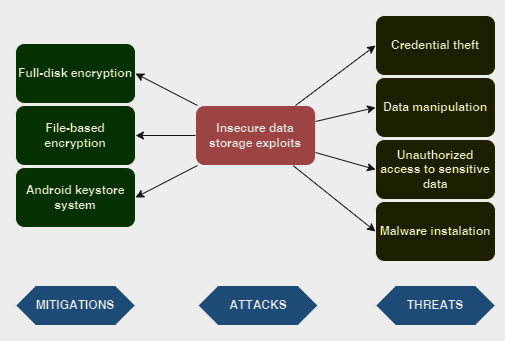 Full-disk encryption
File-based
encryption
Android keystore
system
Insecure data
storage exploits
Credential theft
Data manipulation
Unauthorized
access to sensitive
data
Malware instalation
MITIGATIONS
ATTACKS
THREATS